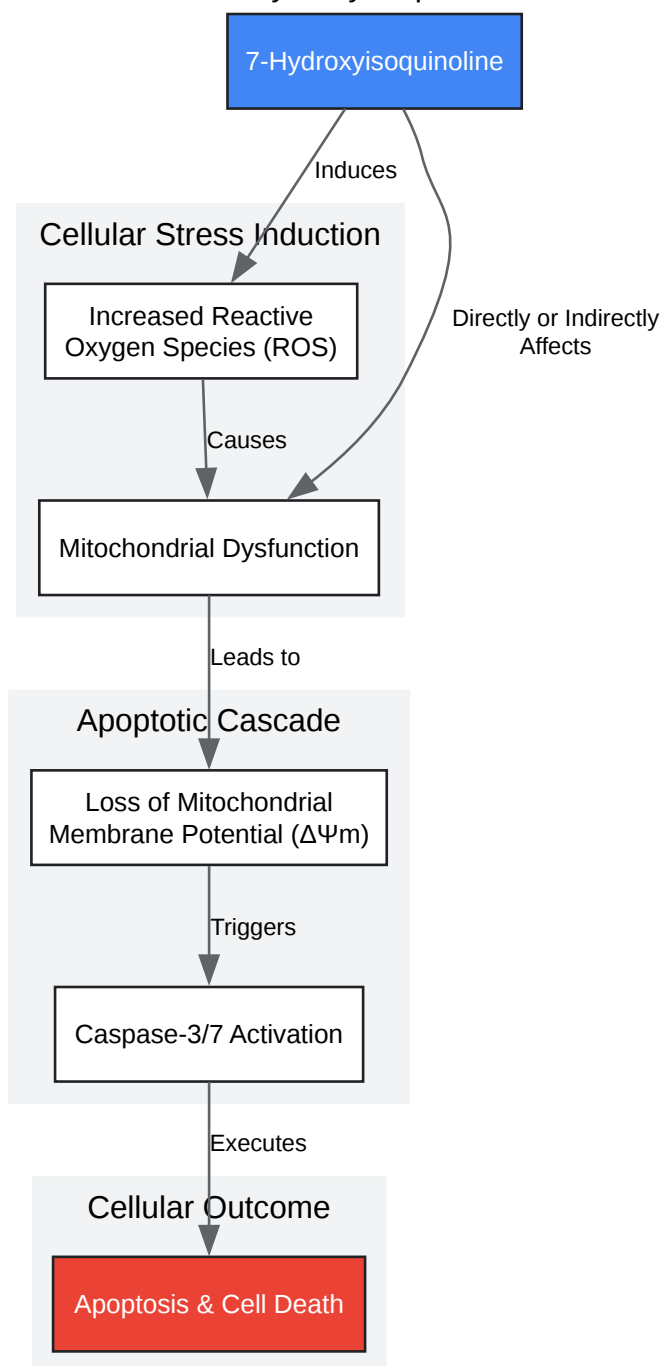 7-Hydroxyisoquinoline
Induces
Cellular Stress Induction
Increased Reactive
Oxygen Species (ROS)
Directly or Indirectly
Affects
Causes
Mitochondrial Dysfunction
Leads to
Apoptotic Cascade
Loss of Mitochondrial
Membrane Potential (ΔΨm)
Triggers
Caspase-3/7 Activation
Executes
Cellular Outcome
Apoptosis & Cell Death